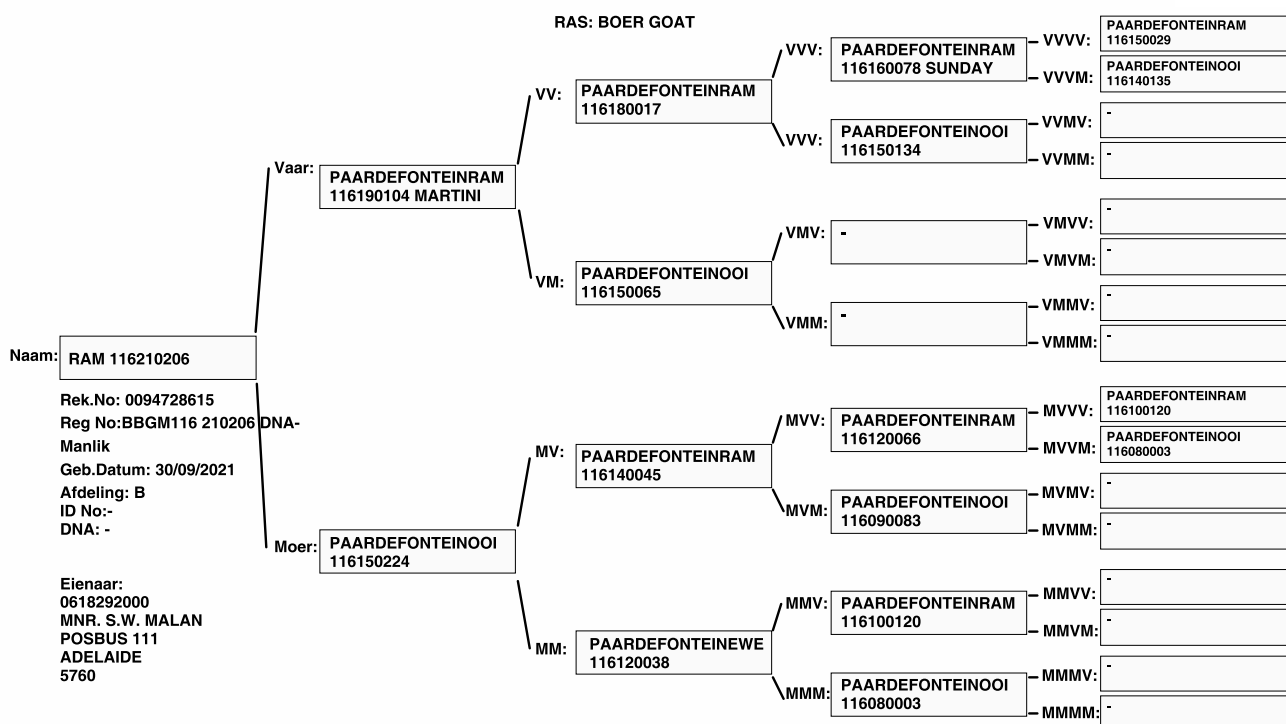 RAS: BOER GOAT
Naam:
RAM 116210206
Rek.No: 0094728615
Reg No:BBGM116 210206 DNA-
Manlik
Geb.Datum: 30/09/2021
Afdeling: B
ID No:-
DNA: -
Eienaar:
0618292000
MNR. S.W. MALAN
POSBUS 111
ADELAIDE
5760
Vaar:
PAARDEFONTEINRAM
116190104 MARTINI
Moer:
PAARDEFONTEINOOI
116150224
VV:
PAARDEFONTEINRAM
116180017
VM:
PAARDEFONTEINOOI
116150065
MV:
PAARDEFONTEINRAM
116140045
MM:
PAARDEFONTEINEWE
116120038
VVV:
PAARDEFONTEINRAM
116160078 SUNDAY
VVV:
PAARDEFONTEINOOI
116150134
VMV:
-
VMM:
-
MVV:
PAARDEFONTEINRAM
116120066
MVM:
PAARDEFONTEINOOI
116090083
MMV:
PAARDEFONTEINRAM
116100120
MMM:
PAARDEFONTEINOOI
116080003
VVVV:
PAARDEFONTEINRAM
116150029
VVVM:
PAARDEFONTEINOOI
116140135
VVMV:
-
VVMM:
-
VMVV:
-
VMVM:
-
VMMV:
-
VMMM:
-
MVVV:
PAARDEFONTEINRAM
116100120
MVVM:
PAARDEFONTEINOOI
116080003
MVMV:
-
MVMM:
-
MMVV:
-
MMVM:
-
MMMV:
-
MMMM:
-